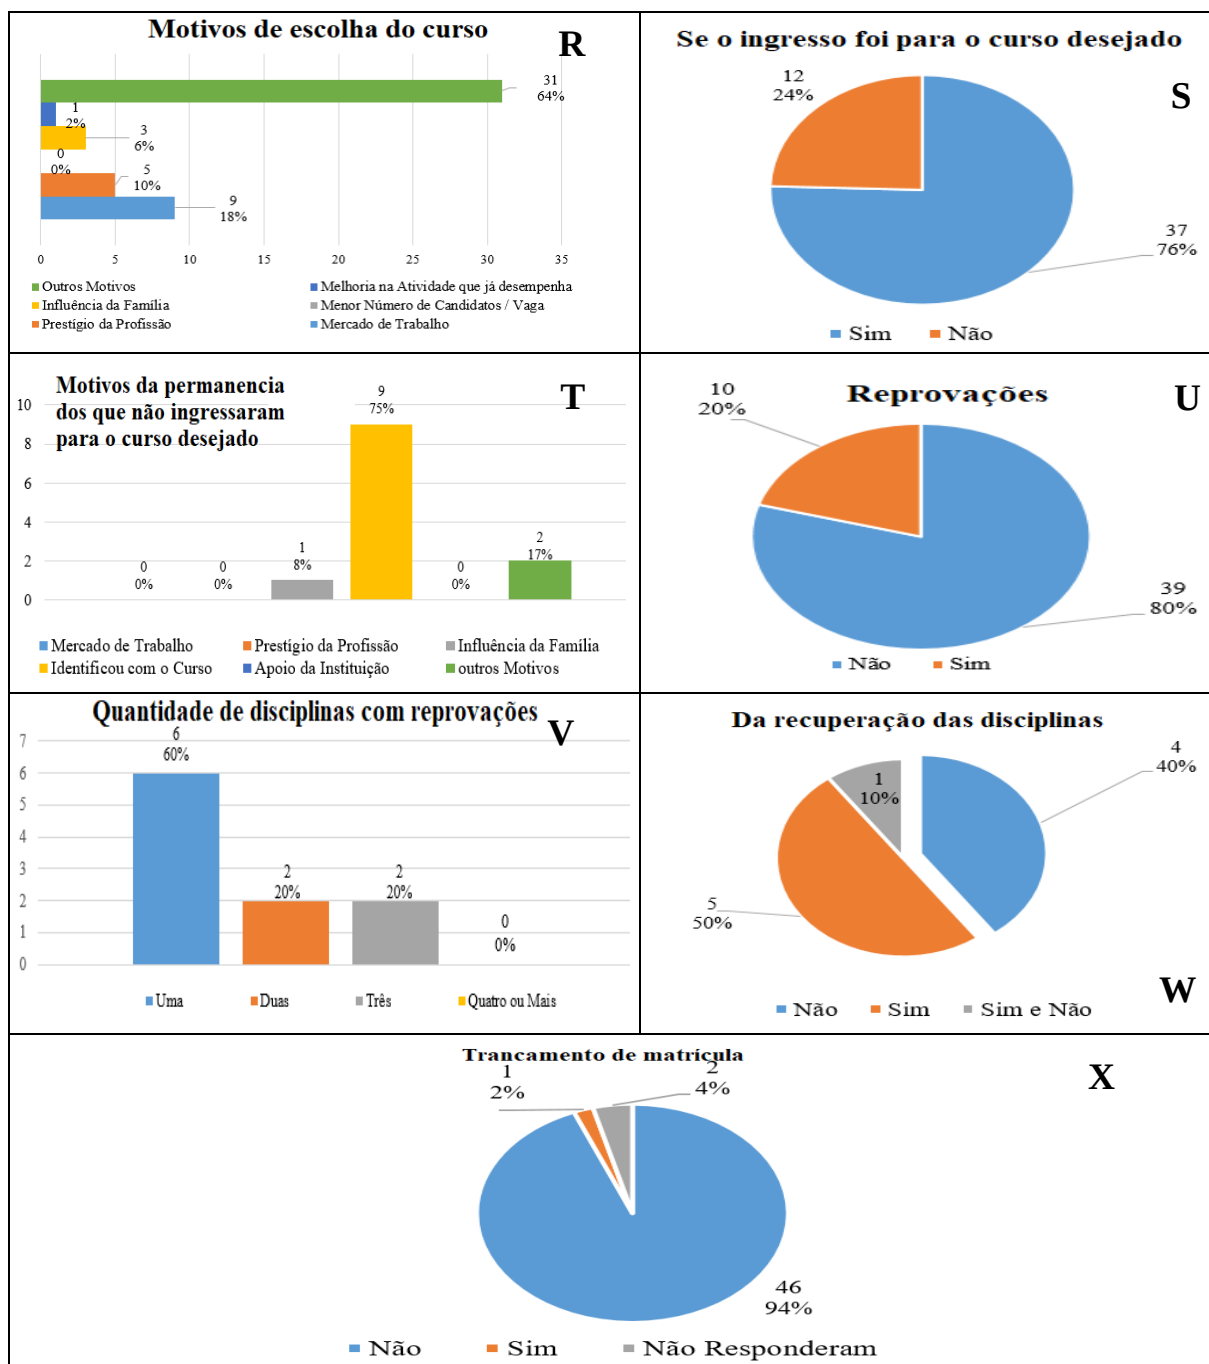 Motivos de escolha do curso
R
31
64%
1
2%
3
6%
0
0%
5
10%
9
18%
0 5 10 15 20 25 30 35
Outros Motivos Melhoria na Atividade que já desempenha
Influência da Família Menor Número de Candidatos / Vaga
Prestígio da Profissão Mercado de Trabalho
Se o ingresso foi para o curso desejado
S
12
24%
37
76%
Sim Não
Motivos da permanencia
dos que não ingressaram
para o curso desejado
T
10
8
6
4
2
0
0
0%
0
0%
1
8%
9
75%
0
0%
2
17%
Mercado de Trabalho Prestígio da Profissão Influência da Família
Identificou com o Curso Apoio da Instituição outros Motivos
Reprovações
U
10
20%
39
80%
Não Sim
Quantidade de disciplinas com reprovações
V
7
6
5
4
3
2
1
0
6
60%
2
20%
2
20%
0
0%
Uma Duas Três Quatro ou Mais
Da recuperação das disciplinas
4
40%
1
10%
5
50%
W
Não Sim Sim e Não
Trancamento de matrícula
X
1
2%
2
4%
46
94%
Não Sim Não Responderam